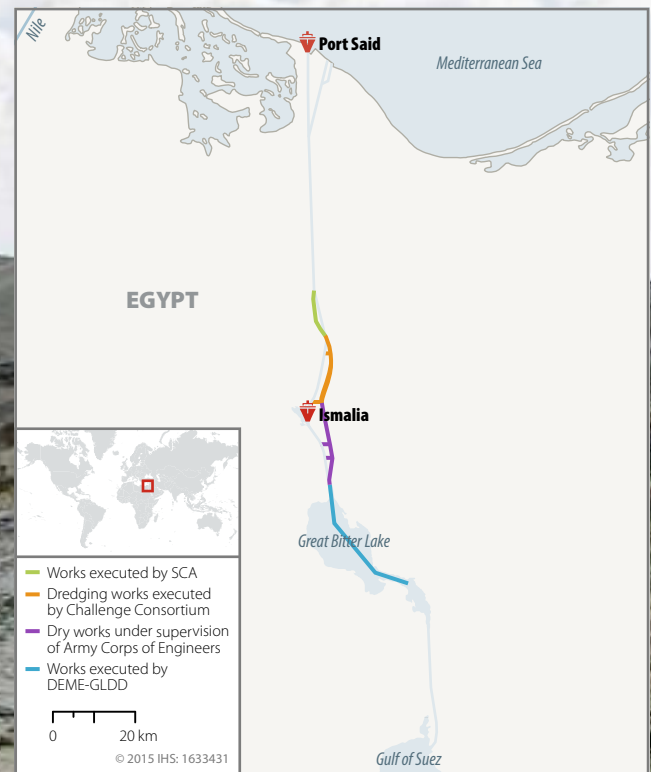 Nile
Port Said
Mediterranean Sea
EGYPT
Ismalia
Great Bitter Lake
Works executed by SCA
Dredging works executed
by Challenge Consortium
Dry works under supervision
of Army Corps of Engineers
Works executed by
DEME-GLDD
0 20 km
© 2015 IHS: 1633431
Gulf of Suez